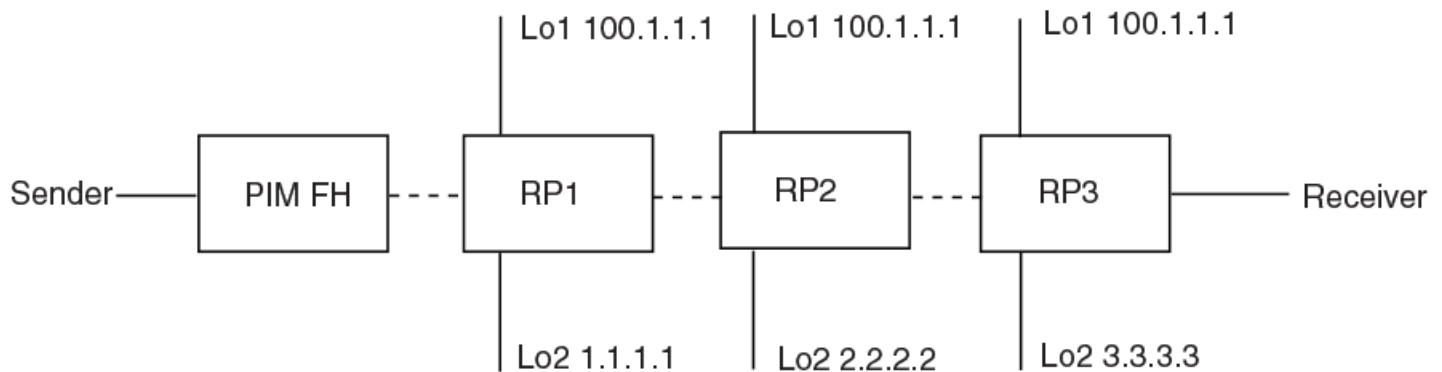 Lo1 100.1.1.1
Lo1 100.1.1.1
Lo1 100.1.1.1
Sender
PIM FH
RP1
RP2
RP3
Receiver
Lo2 1.1.1.1
Lo2 2.2.2.2
Lo2 3.3.3.3